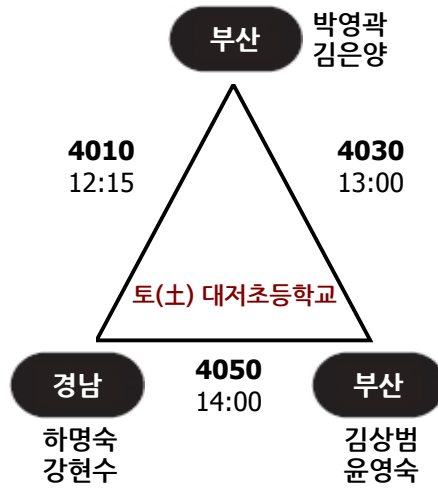 부산
박영곽
김은양
4010
12:15
4030
13:00
토(土) 대저초등학교
경남
4050
14:00
부산
하명숙
강현수
김상범
윤영숙